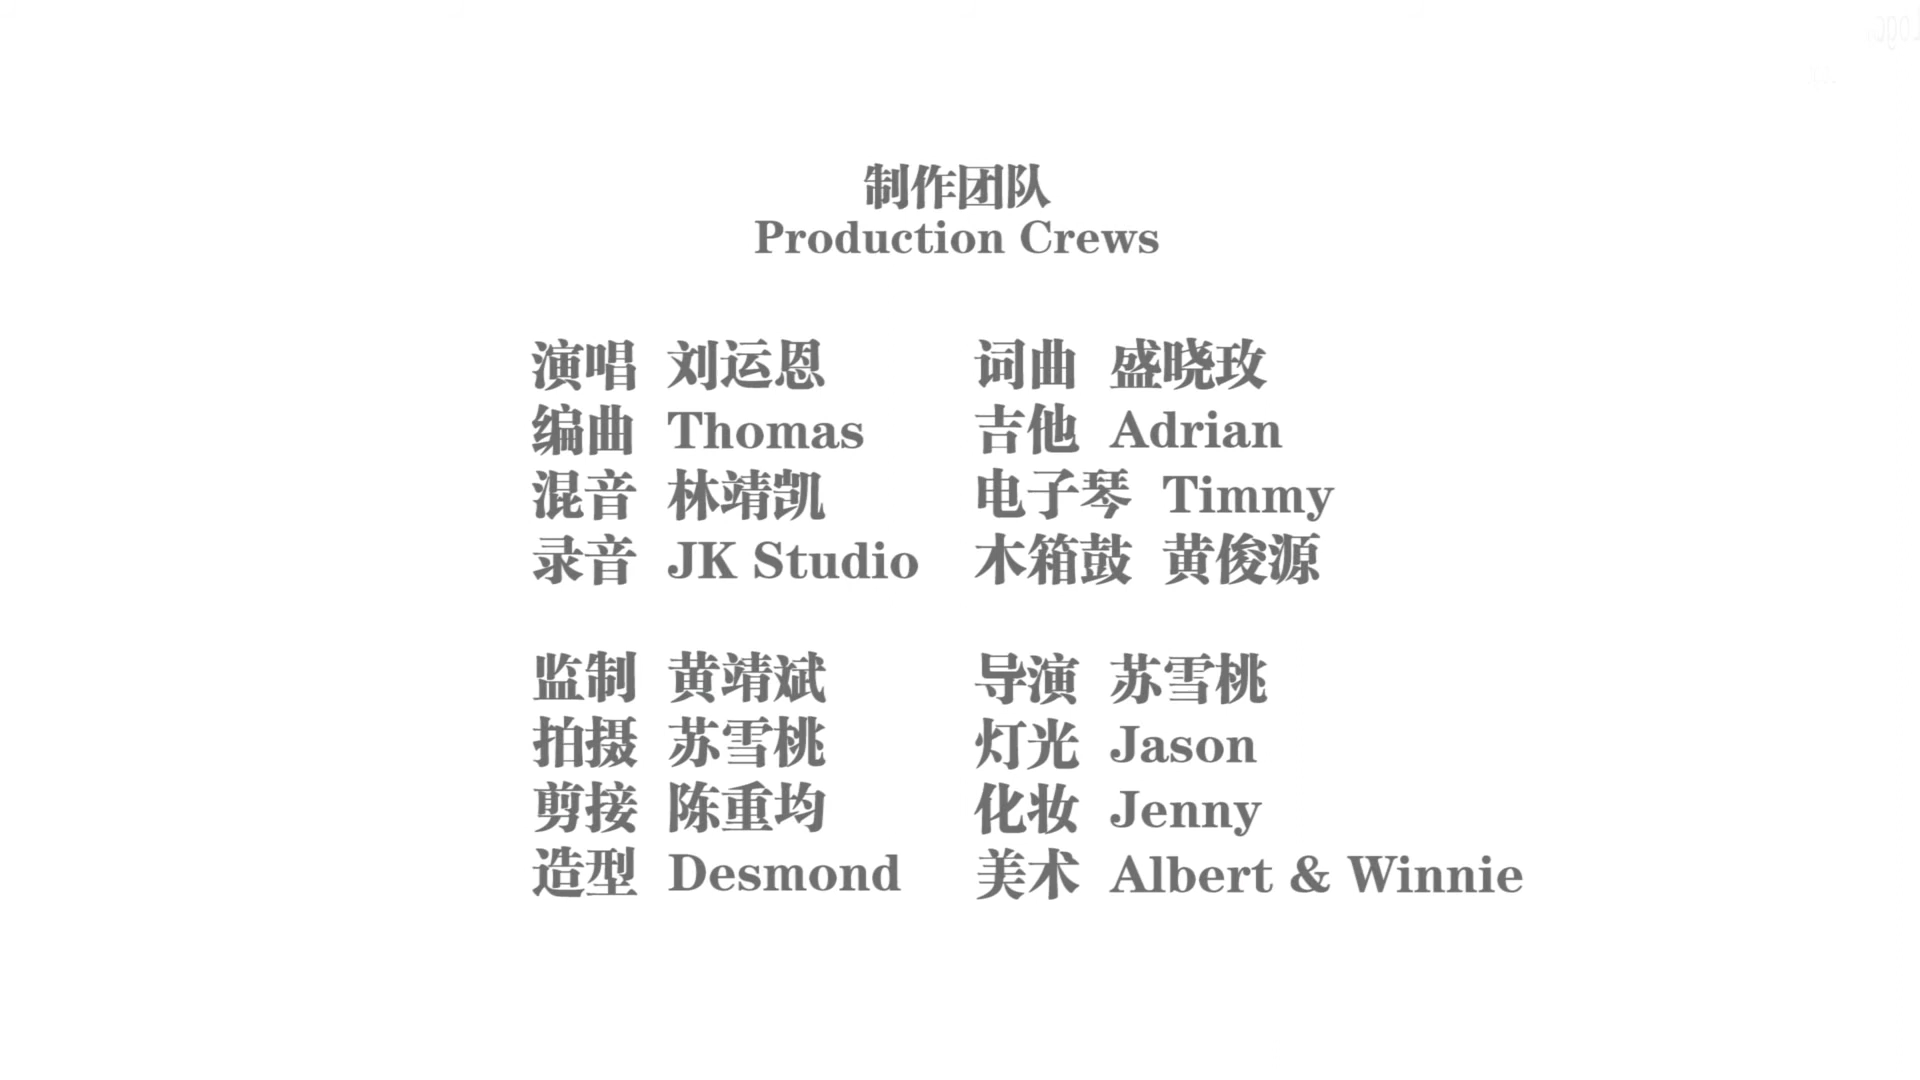 制作团队
Production Crews
演唱 刘运恩 词曲 盛晓玫
编曲 Thomas 吉他 Adrian
混音 林靖凯 电子琴 Timmy
录音 JK Studio 木箱鼓 黄俊源
监制 黄靖斌 导演 苏雪桃
拍摄 苏雪桃 灯光 Jason
剪接 陈重均 化妆 Jenny
造型 Desmond 美术 Albert & Winnie